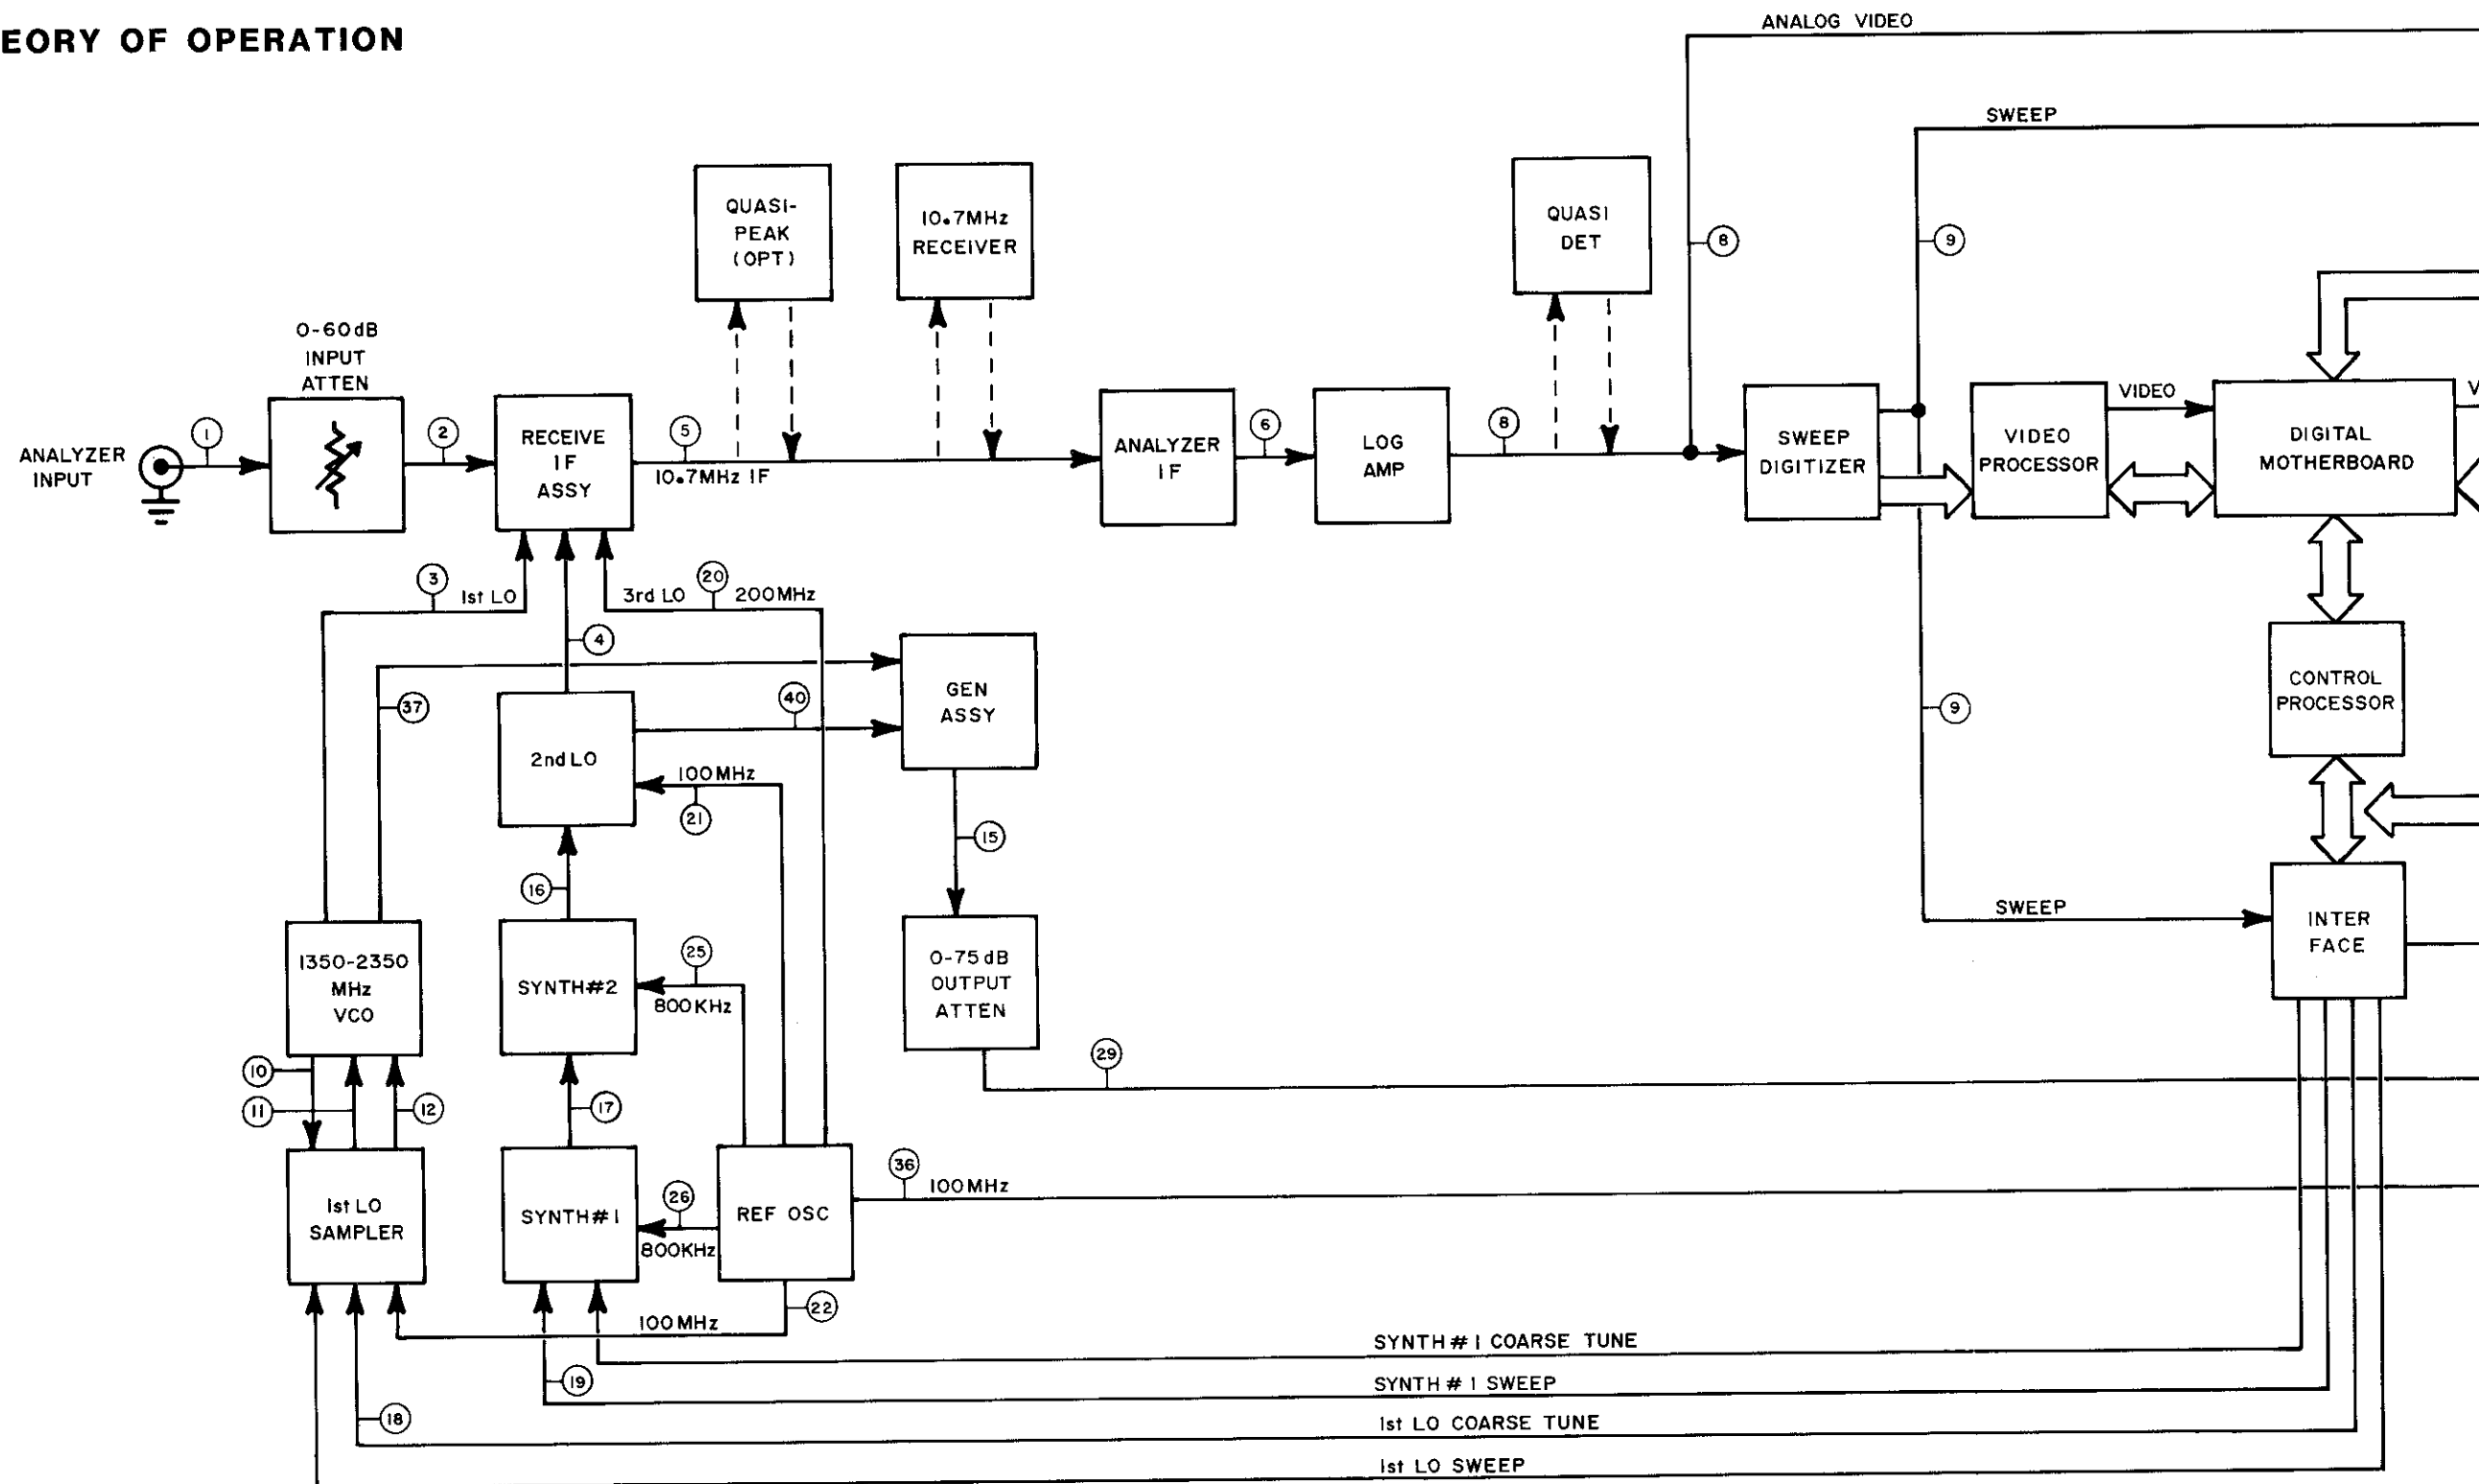 EORY OF OPERATION
ANALOG VIDEO
SWEEP
QUASI-
PEAK
(OPT)
10.7MHz
RECEIVER
QUASI
DET
8
9
0-60dB
INPUT
ATTEN
ANALYZER
INPUT
1
2
RECEIVE
IF
ASSY
5
10.7MHz IF
ANALYZER
IF
6
LOG
AMP
8
SWEEP
DIGITIZER
VIDEO
PROCESSOR
VIDEO
DIGITAL
MOTHERBOARD
V
3
1st LO
20
3rd LO 200MHz
4
37
40
GEN
ASSY
CONTROL
PROCESSOR
9
2nd LO
100MHz
21
15
16
SWEEP
INTER
FACE
1350-2350
MHz
VCO
SYNTH#2
25
800KHz
0-75dB
OUTPUT
ATTEN
29
10
11
12
17
1st LO
SAMPLER
SYNTH#1
26
800KHz
REF OSC
36
100MHz
22
100MHz
SYNTH#1 COARSE TUNE
19
SYNTH#1 SWEEP
18
1st LO COARSE TUNE
1st LO SWEEP